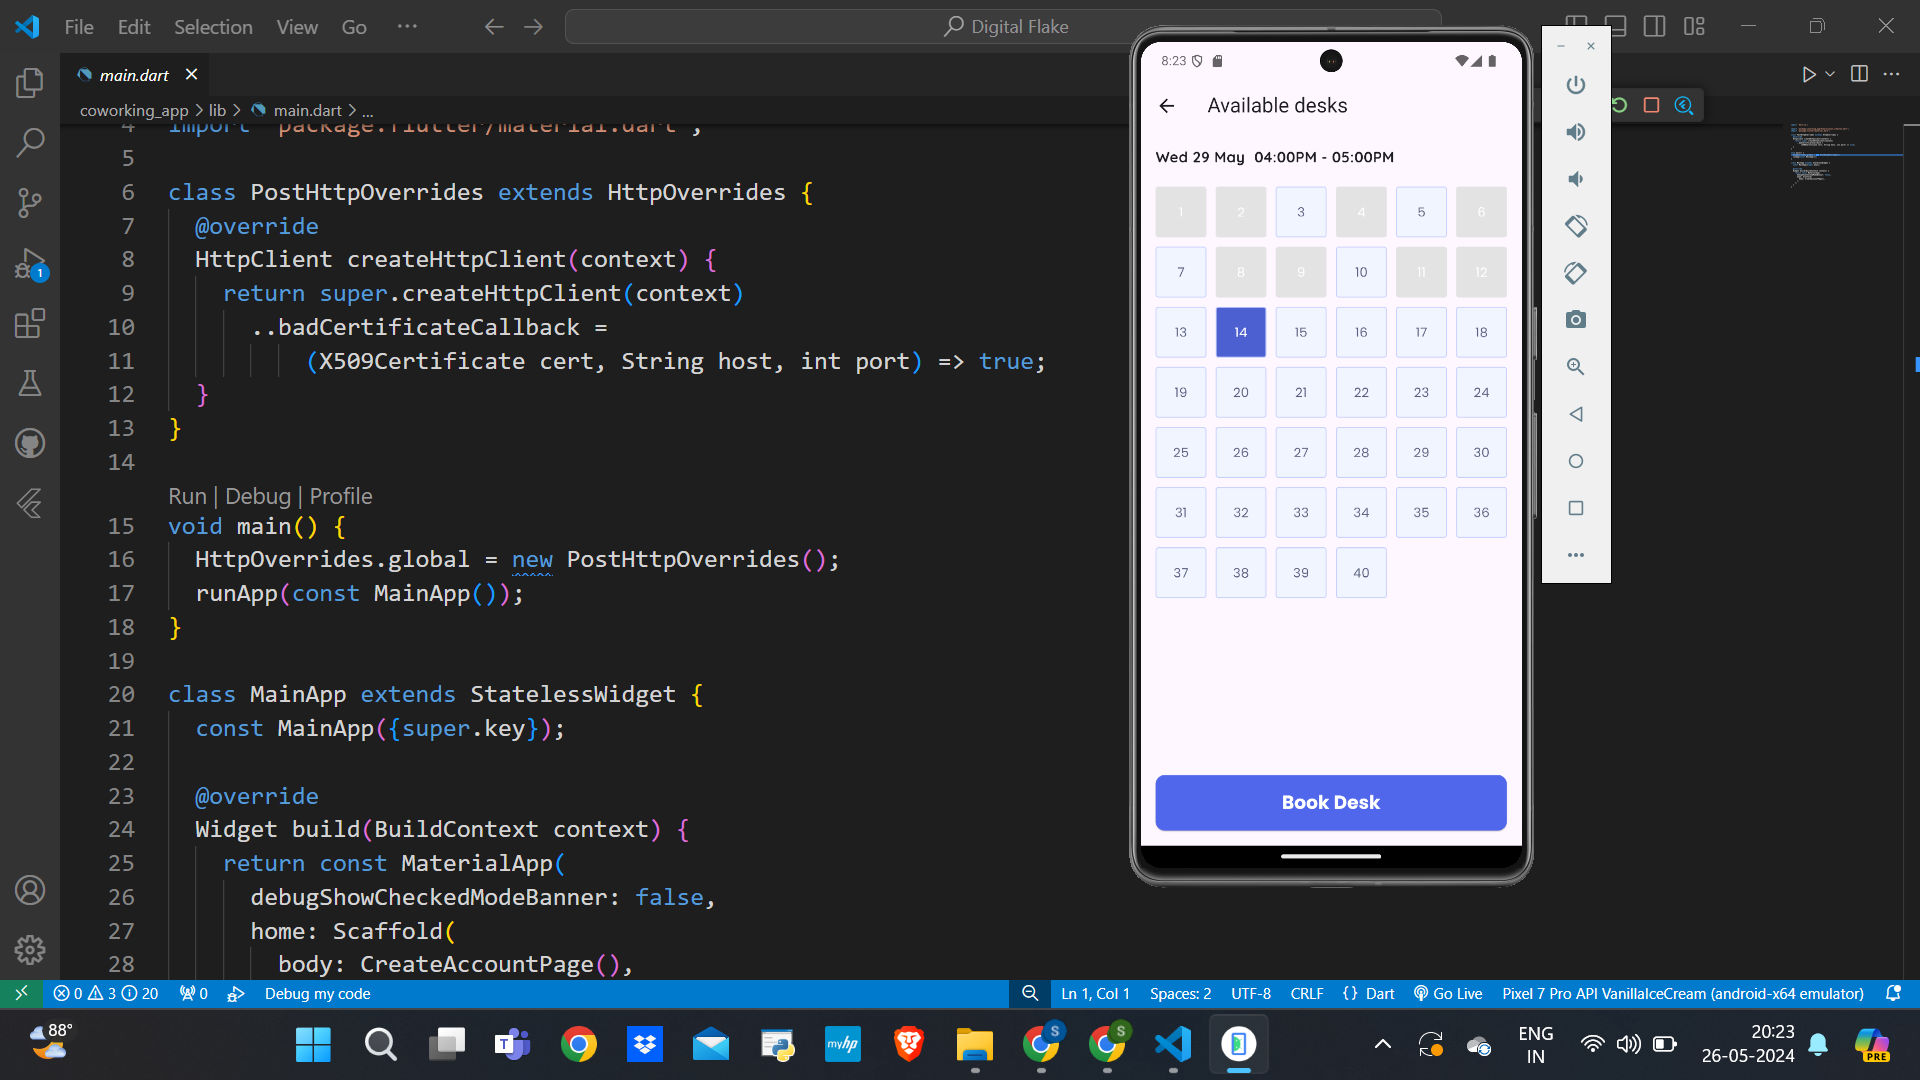 File Edit Selection View Go ··· Digital Flake
main.dart
coworking_app > lib > main.dart > ...
4 import 'package:flutter/material.dart';
5
6 class PostHttpOverrides extends HttpOverrides {
7 @override
8 HttpClient createHttpClient(context) {
9 return super.createHttpClient(context)
10 ..badCertificateCallback =
11 (X509Certificate cert, String host, int port) => true;
12 }
13 }
14
Run | Debug | Profile
15 void main() {
16 HttpOverrides.global = new PostHttpOverrides();
17 runApp(const MainApp());
18 }
19
20 class MainApp extends StatelessWidget {
21 const MainApp({super.key});
22
23 @override
24 Widget build(BuildContext context) {
25 return const MaterialApp(
26 debugShowCheckedModeBanner: false,
27 home: Scaffold(
28 body: CreateAccountPage(),
1
8:23
Available desks
Wed 29 May 04:00PM - 05:00PM
1 2 3 4 5 6
7 8 9 10 11 12
13 14 15 16 17 18
19 20 21 22 23 24
25 26 27 28 29 30
31 32 33 34 35 36
37 38 39 40
Book Desk
0 3 20 0 Debug my code Ln 1, Col 1 Spaces: 2 UTF-8 CRLF {} Dart Go Live Pixel 7 Pro API VanillaIceCream (android-x64 emulator)
88° T myhp S S ENG 20:23 PRE
IN 26-05-2024